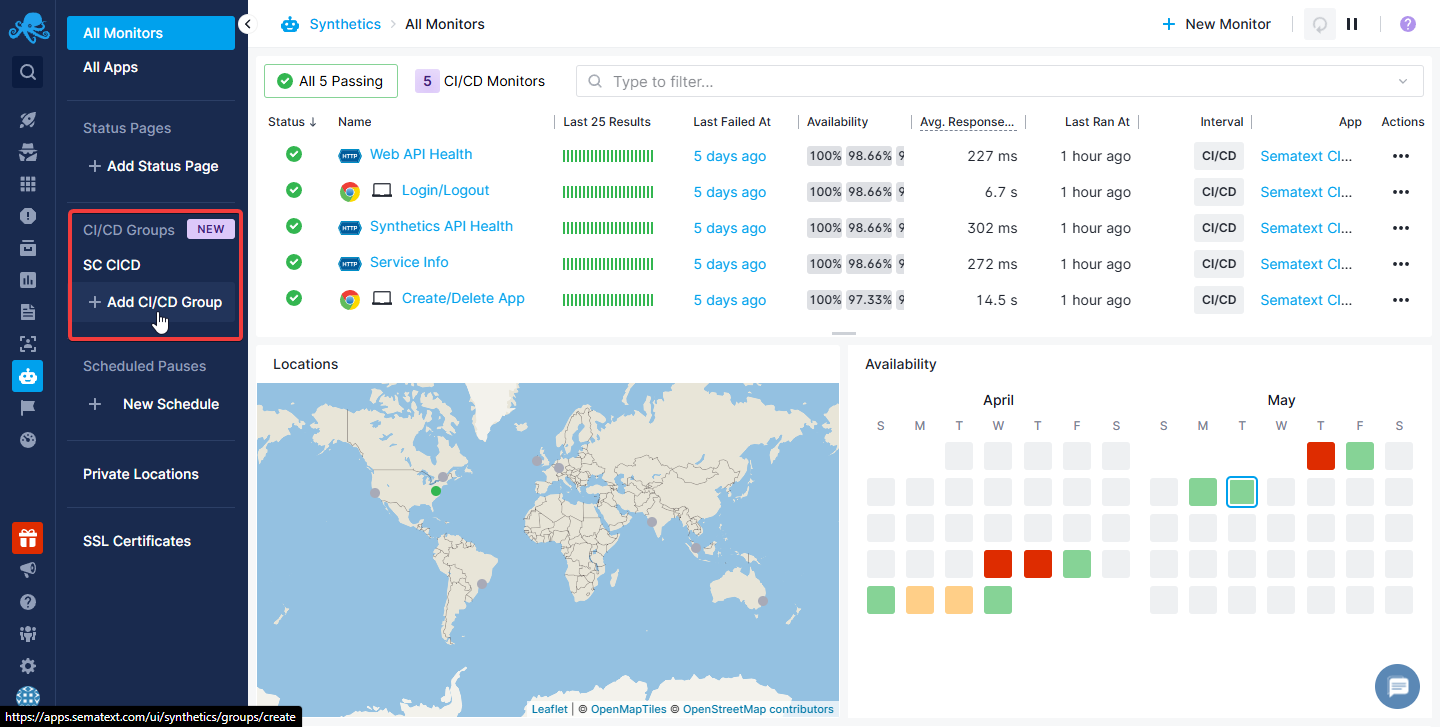 All Monitors
All Apps
Status Pages
+ Add Status Page
CI/CD Groups NEW
SC CICD
+ Add CI/CD Group
Scheduled Pauses
+ New Schedule
Private Locations
SSL Certificates
https://apps.sematext.com/ui/synthetics/groups/create
Synthetics > All Monitors
+ New Monitor
All 5 Passing
5 CI/CD Monitors
Type to filter...
Status ↓ Name Last 25 Results Last Failed At Availability Avg. Response... Last Ran At Interval App Actions
HTTP Web API Health 5 days ago 100% 98.66% 9 227 ms 1 hour ago CI/CD Sematext CI... •••
Login/Logout 5 days ago 100% 98.66% 9 6.7 s 1 hour ago CI/CD Sematext CI... •••
HTTP Synthetics API Health 5 days ago 100% 98.66% 9 302 ms 1 hour ago CI/CD Sematext CI... •••
HTTP Service Info 5 days ago 100% 98.66% 9 272 ms 1 hour ago CI/CD Sematext CI... •••
Create/Delete App 5 days ago 100% 97.33% 9 14.5 s 1 hour ago CI/CD Sematext CI... •••
Locations
Leaflet | © OpenMapTiles © OpenStreetMap contributors
Availability
April
S M T W T F S
May
S M T W T F S